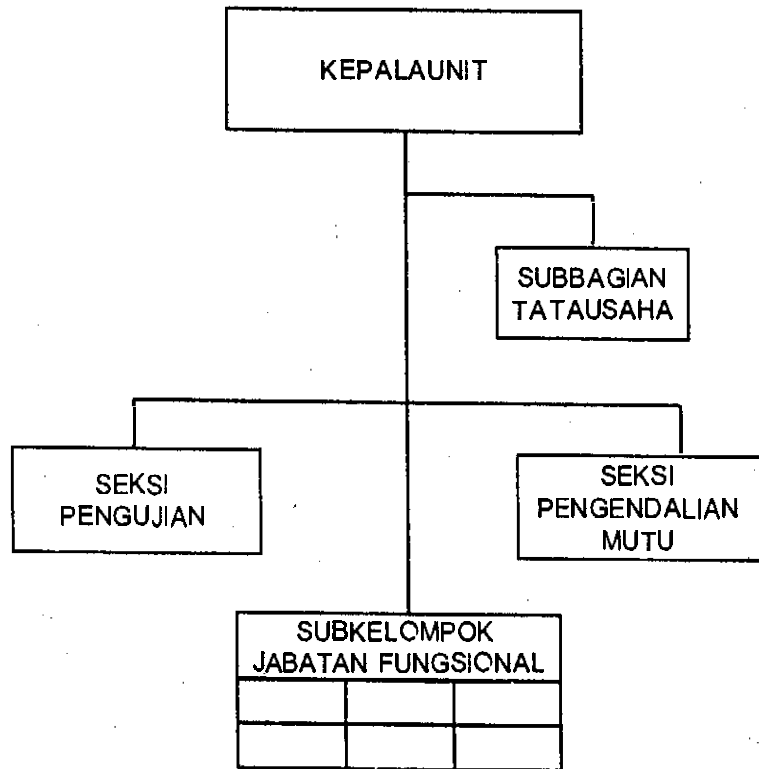 KEPALAUNIT
SUBBAGIAN
TATAUSAHA
SEKSI
PENGUJIAN
SEKSI
PENGENDALIAN
MUTU
SUBKELOMPOK
JABATAN FUNGSIONAL